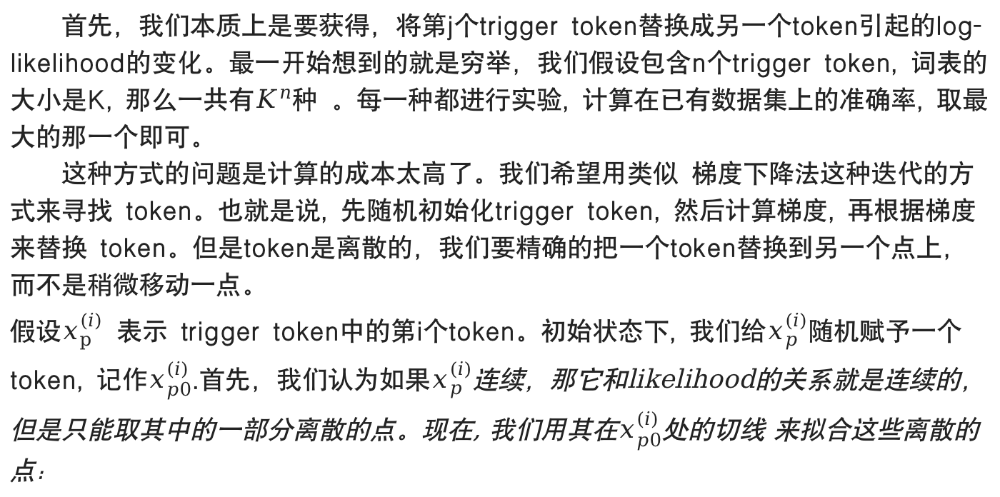 首先，我们本质上是要获得，将第j个trigger token替换成另一个token引起的log-
likelihood的变化。最一开始想到的就是穷举，我们假设包含n个trigger token, 词表的
大小是K, 那么一共有$K^n$种 。每一种都进行实验, 计算在已有数据集上的准确率, 取最
大的那一个即可。
这种方式的问题是计算的成本太高了。我们希望用类似 梯度下降法这种迭代的方
式来寻找 token。也就是说, 先随机初始化trigger token, 然后计算梯度, 再根据梯度
来替换 token。但是token是离散的，我们要精确的把一个token替换到另一个点上，
而不是稍微移动一点。
假设$x_{\mathrm{p}}^{(i)}$ 表示 trigger token中的第i个token。初始状态下, 我们给$x_p^{(i)}$随机赋予一个
token, 记作$x_{p0}^{(i)}$.首先，我们认为如果$x_p^{(i)}$连续，那它和likelihood的关系就是连续的，
但是只能取其中的一部分离散的点。现在, 我们用其在$x_{p0}^{(i)}$处的切线 来拟合这些离散的
点：